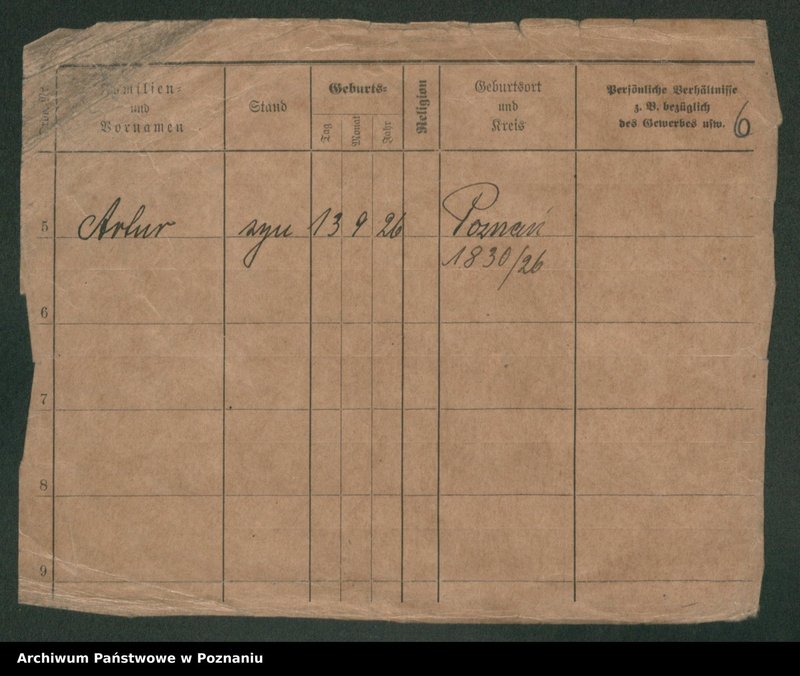 Familien=
und
Vornamen
Stand
Geburts=
Tag
Monat
Jahr
Religion
Geburtsort
und
Kreis
Persönliche Verhältnisse
z. B. bezüglich
des Gewerbes usw.
6
5 Artur syn 13 9 26 Poznań
1830/26
6
7
8
9
Archiwum Państwowe w Poznaniu